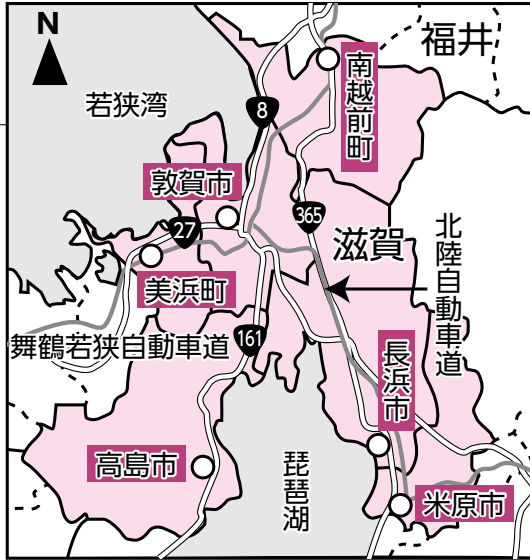 N
福井
若狭湾
南越前町
8
敦賀市
27
365
滋賀
北陸自動車道
美浜町
舞鶴若狭自動車道
161
長浜市
高島市
琵琶湖
米原市